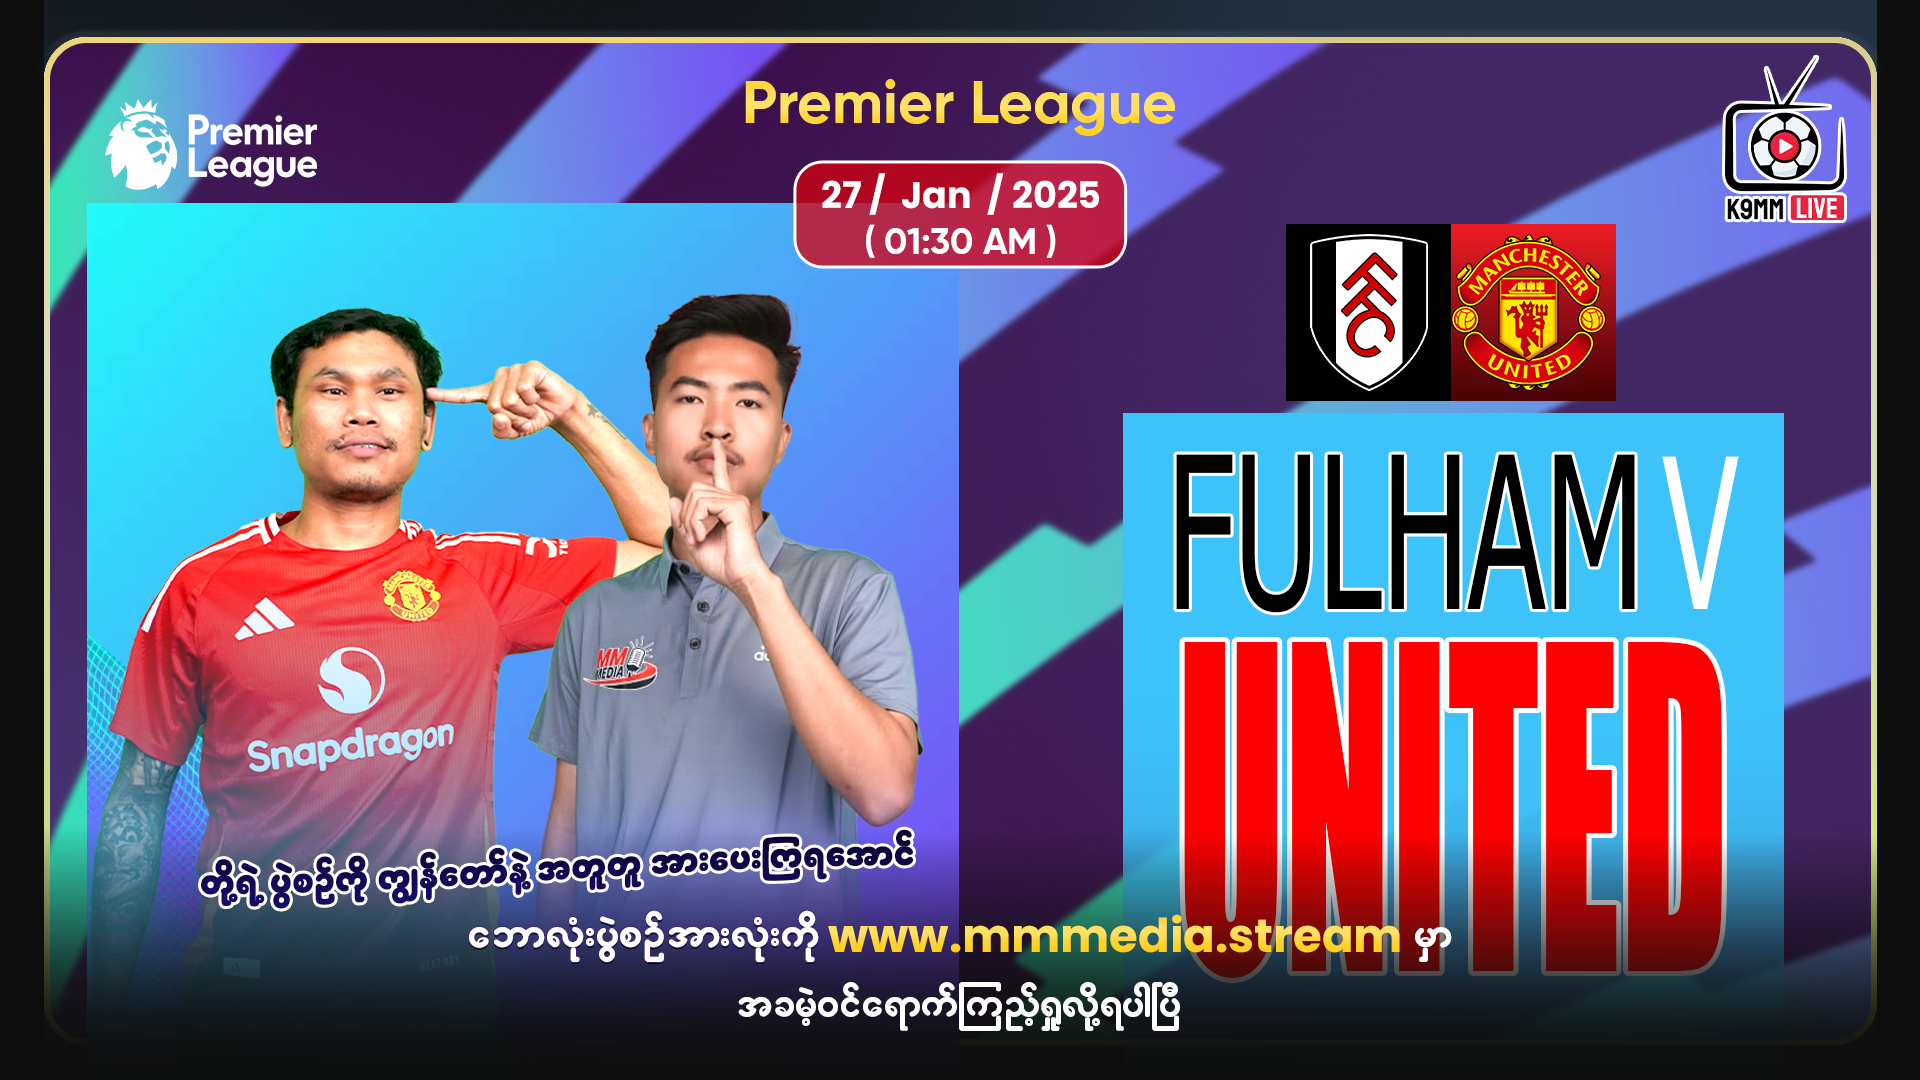 Premier League
Premier
League
27 / Jan / 2025
( 01:30 AM )
K9MM LIVE
FFC
MANCHESTER
UNITED
FULHAM V
UNITED
MANCHESTER
UNITED
Snapdragon
MM
MEDIA
တို့ရဲ့ ပွဲစဉ်ကို ကျွန်တော်နဲ့ အတူတူ အားပေးကြရအောင်
ဘောလုံးပွဲစဉ်အားလုံးကို www.mmmedia.stream မှာ
အခမဲ့ဝင်ရောက်ကြည့်ရှုလို့ရပါပြီ